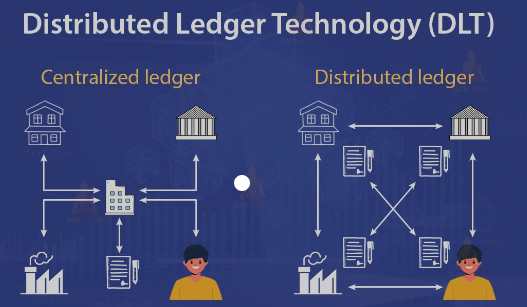 Distributed Ledger Technology (DLT)
Centralized ledger
Distributed ledger